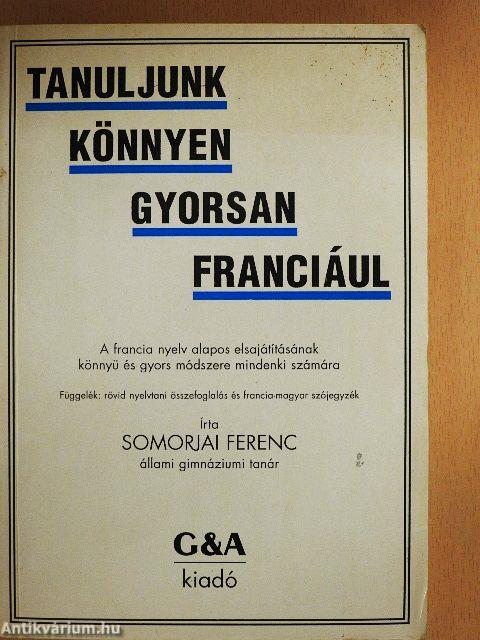 TANULJUNK
KÖNNYEN
GYORSAN
FRANCIÁUL
A francia nyelv alapos elsajátításának
könnyü és gyors módszere mindenki számára
Függelék: rövid nyelvtani összefoglalás és francia-magyar szójegyzék
Írta
SOMORJAI FERENC
állami gimnáziumi tanár
G&A
kiadó
Antikvárium.hu